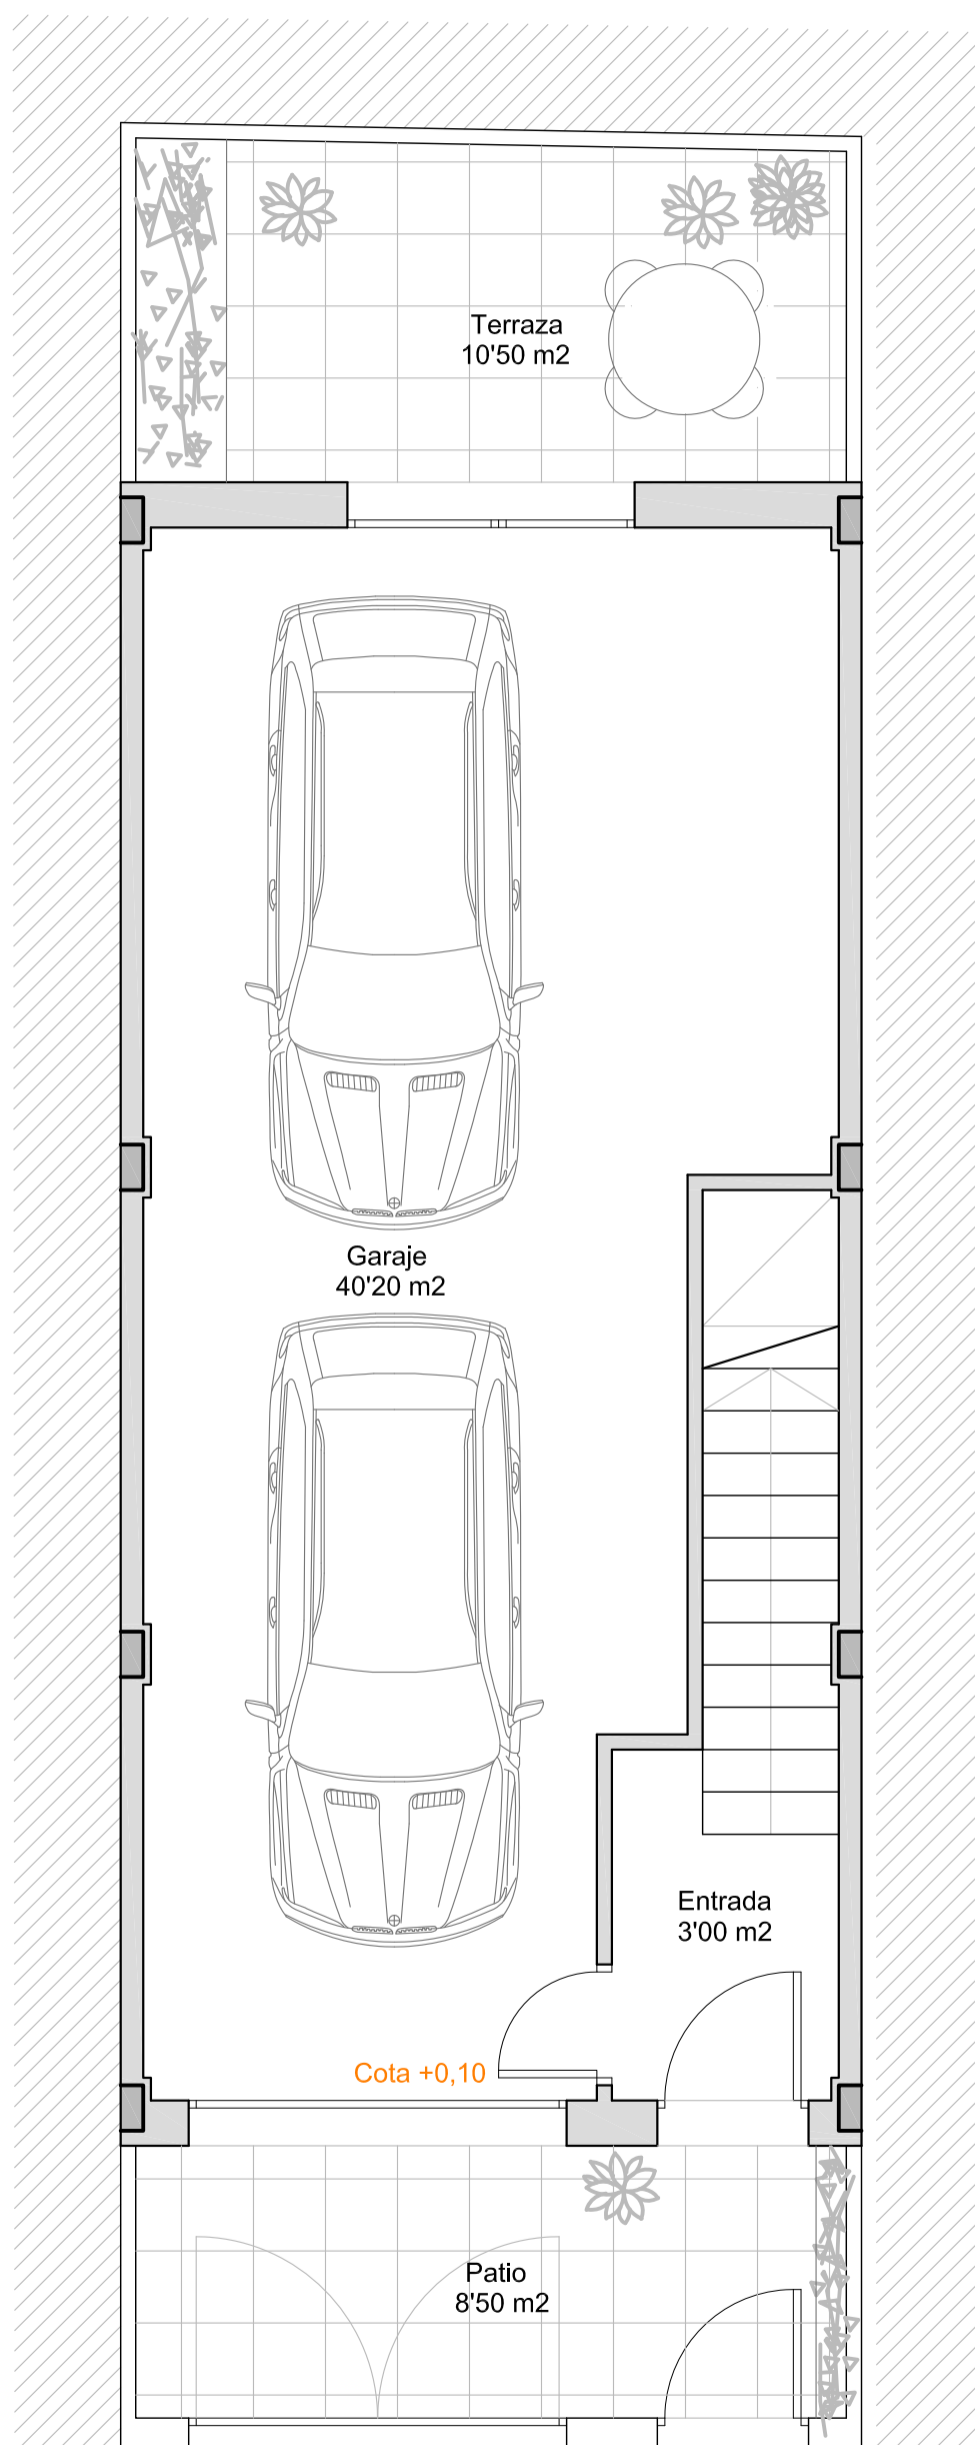 Terraza
10'50 m2
Garaje
40'20 m2
Entrada
3'00 m2
Cota +0,10
Patio
8'50 m2